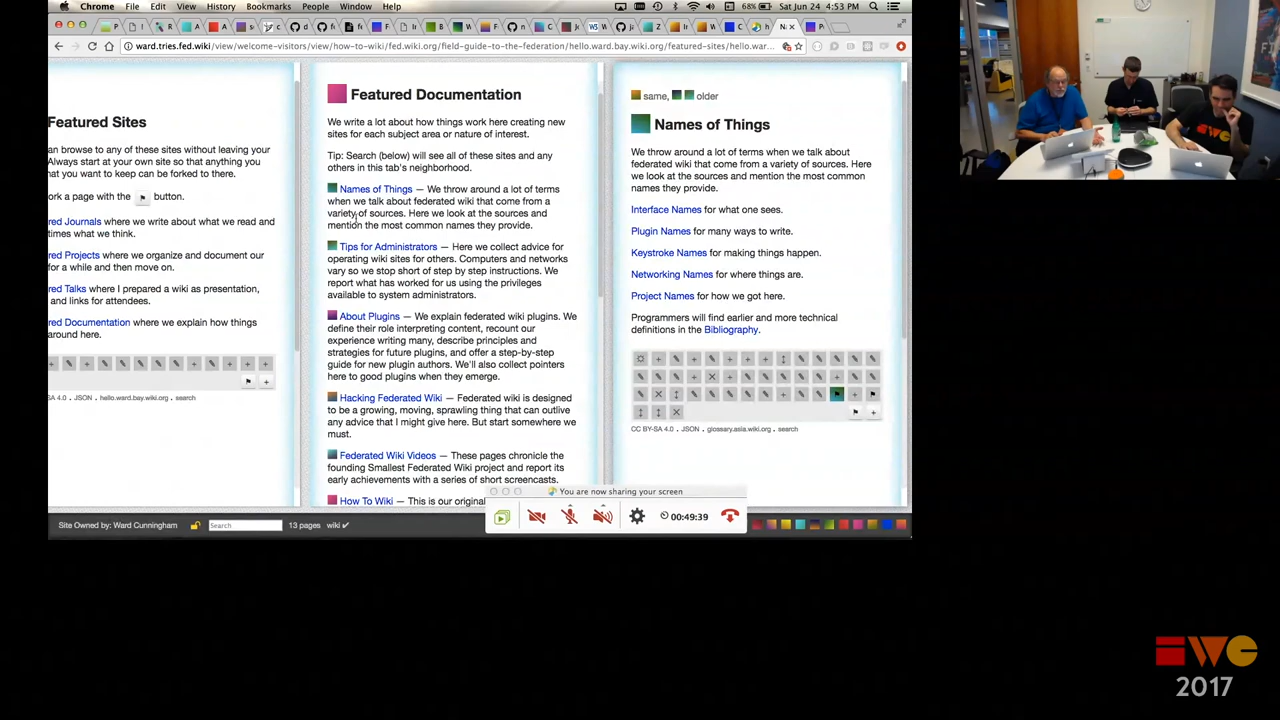 Chrome File Edit View History Bookmarks People Window Help
68% Sat Jun 24 4:53 PM
ward.tries.fed.wiki/view/welcome-visitors/view/how-to-wiki/fed.wiki.org/field-guide-to-the-federation/hello.ward.bay.wiki.org/featured-sites/hello.war...
Featured Sites
an browse to any of these sites without leaving your
Always start at your own site so that anything you
hat you want to keep can be forked to there.
ork a page with the button.
red Journals where we write about what we read and
times what we think.
red Projects where we organize and document our
for a while and then move on.
red Talks where I prepared a wiki as presentation,
and links for attendees.
red Documentation where we explain how things
around here.
SA 4.0 . JSON . hello.ward.bay.wiki.org . search
Featured Documentation
We write a lot about how things work here creating new
sites for each subject area or nature of interest.
Tip: Search (below) will see all of these sites and any
others in this tab's neighborhood.
Names of Things — We throw around a lot of terms
when we talk about federated wiki that come from a
variety of sources. Here we look at the sources and
mention the most common names they provide.
Tips for Administrators — Here we collect advice for
operating wiki sites for others. Computers and networks
vary so we stop short of step by step instructions. We
report what has worked for us using the privileges
available to system administrators.
About Plugins — We explain federated wiki plugins. We
define their role interpreting content, recount our
experience writing many, describe principles and
strategies for future plugins, and offer a step-by-step
guide for new plugin authors. We'll also collect pointers
here to good plugins when they emerge.
Hacking Federated Wiki — Federated wiki is designed
to be a growing, moving, sprawling thing that can outlive
any advice that I might give here. But start somewhere we
must.
Federated Wiki Videos — These pages chronicle the
founding Smallest Federated Wiki project and report its
early achievements with a series of short screencasts.
How To Wiki — This is our original
same, older
Names of Things
We throw around a lot of terms when we talk about
federated wiki that come from a variety of sources. Here
we look at the sources and mention the most common
names they provide.
Interface Names for what one sees.
Plugin Names for many ways to write.
Keystroke Names for making things happen.
Networking Names for where things are.
Project Names for how we got here.
Programmers will find earlier and more technical
definitions in the Bibliography.
CC BY-SA 4.0 . JSON . glossary.asia.wiki.org . search
You are now sharing your screen
00:49:39
Site Owned by: Ward Cunningham Search 13 pages wiki ✔
IWC
2017